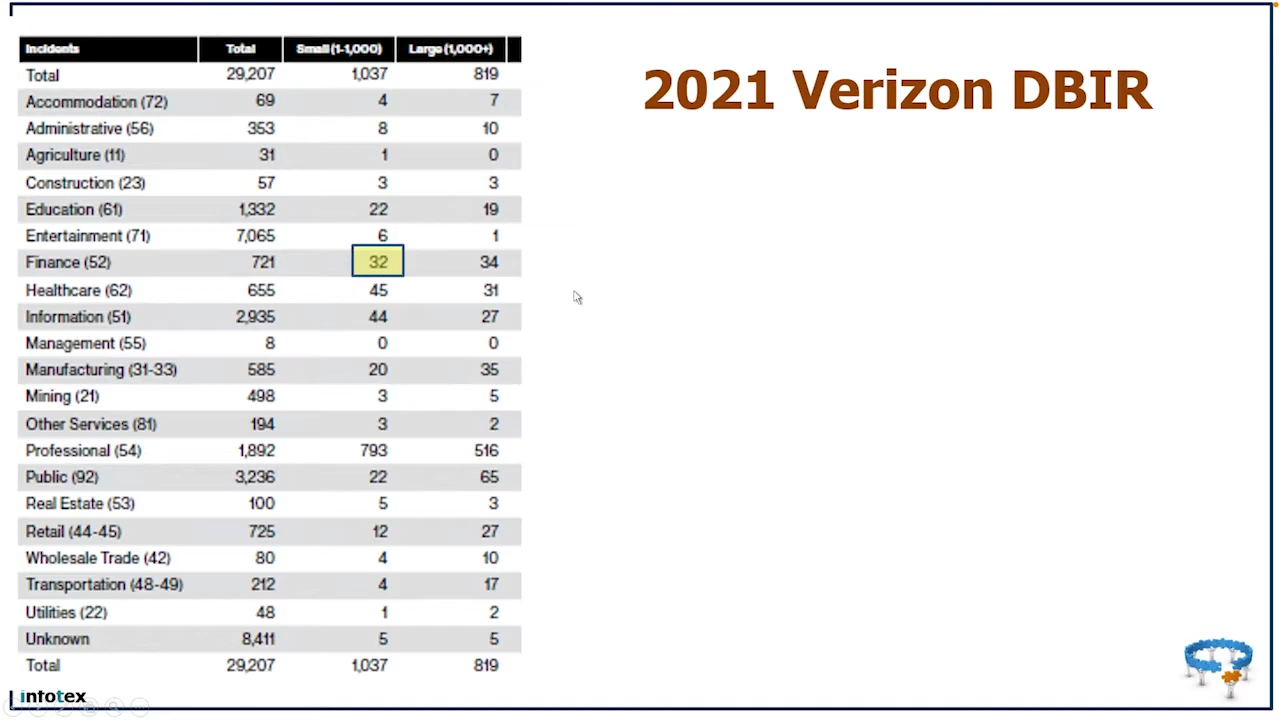 2021 Verizon DBIR
Incidents Total Small (1-1,000) Large (1,000+)
Total 29,207 1,037 819
Accommodation (72) 69 4 7
Administrative (56) 353 8 10
Agriculture (11) 31 1 0
Construction (23) 57 3 3
Education (61) 1,332 22 19
Entertainment (71) 7,065 6 1
Finance (52) 721 32 34
Healthcare (62) 655 45 31
Information (51) 2,935 44 27
Management (55) 8 0 0
Manufacturing (31-33) 585 20 35
Mining (21) 498 3 5
Other Services (81) 194 3 2
Professional (54) 1,892 793 516
Public (92) 3,236 22 65
Real Estate (53) 100 5 3
Retail (44-45) 725 12 27
Wholesale Trade (42) 80 4 10
Transportation (48-49) 212 4 17
Utilities (22) 48 1 2
Unknown 8,411 5 5
Total 29,207 1,037 819
infotex